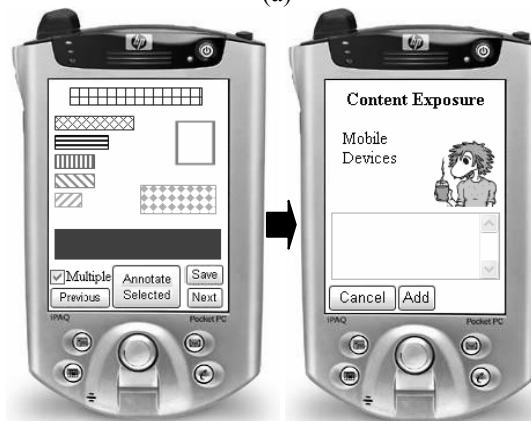 (a)
hp
Multiple
Annotate
Selected
Save
Previous
Next
iPAQ
Pocket PC
hp
Content Exposure
Mobile
Devices
Cancel
Add
iPAQ
Pocket PC